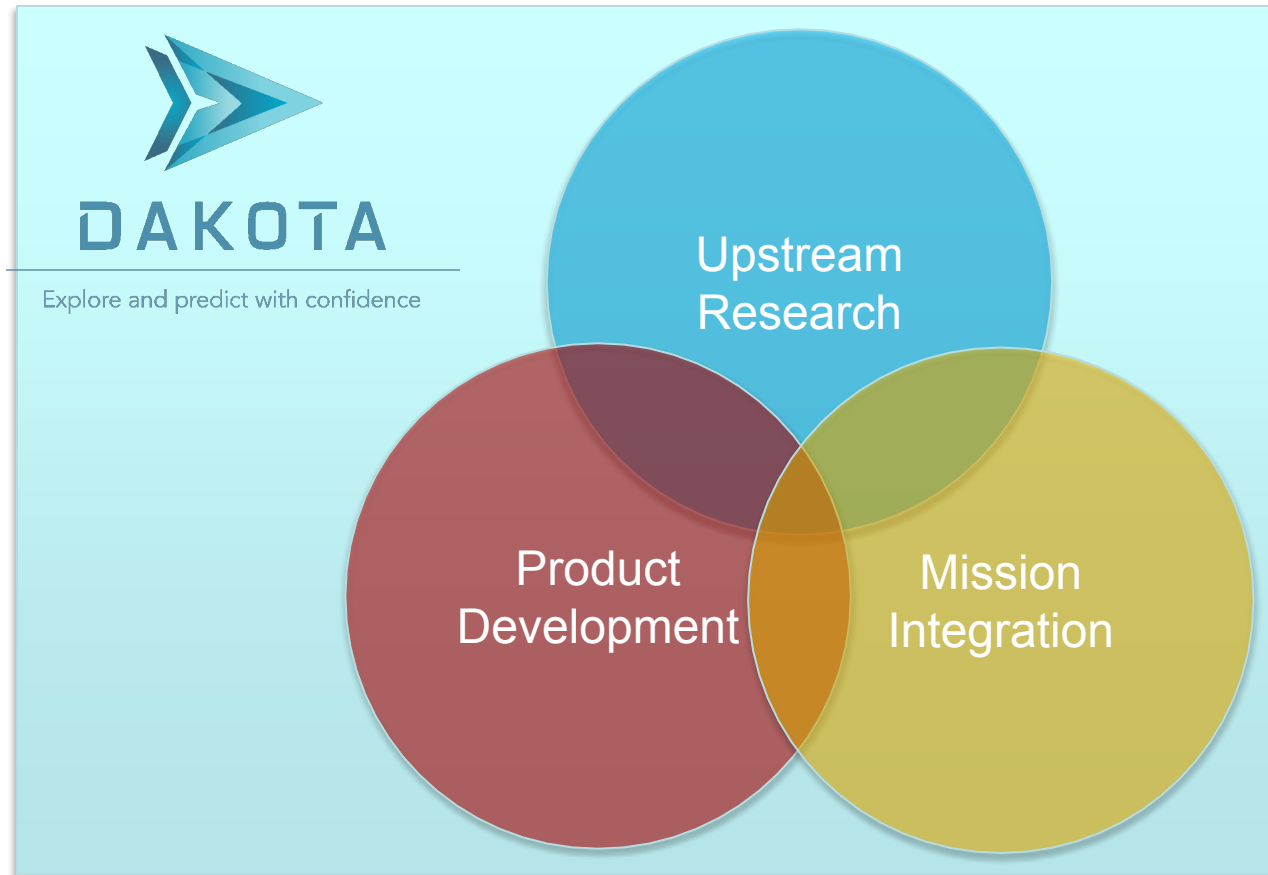 DAKOTA
Explore and predict with confidence
Upstream
Research
Product
Development
Mission
Integration